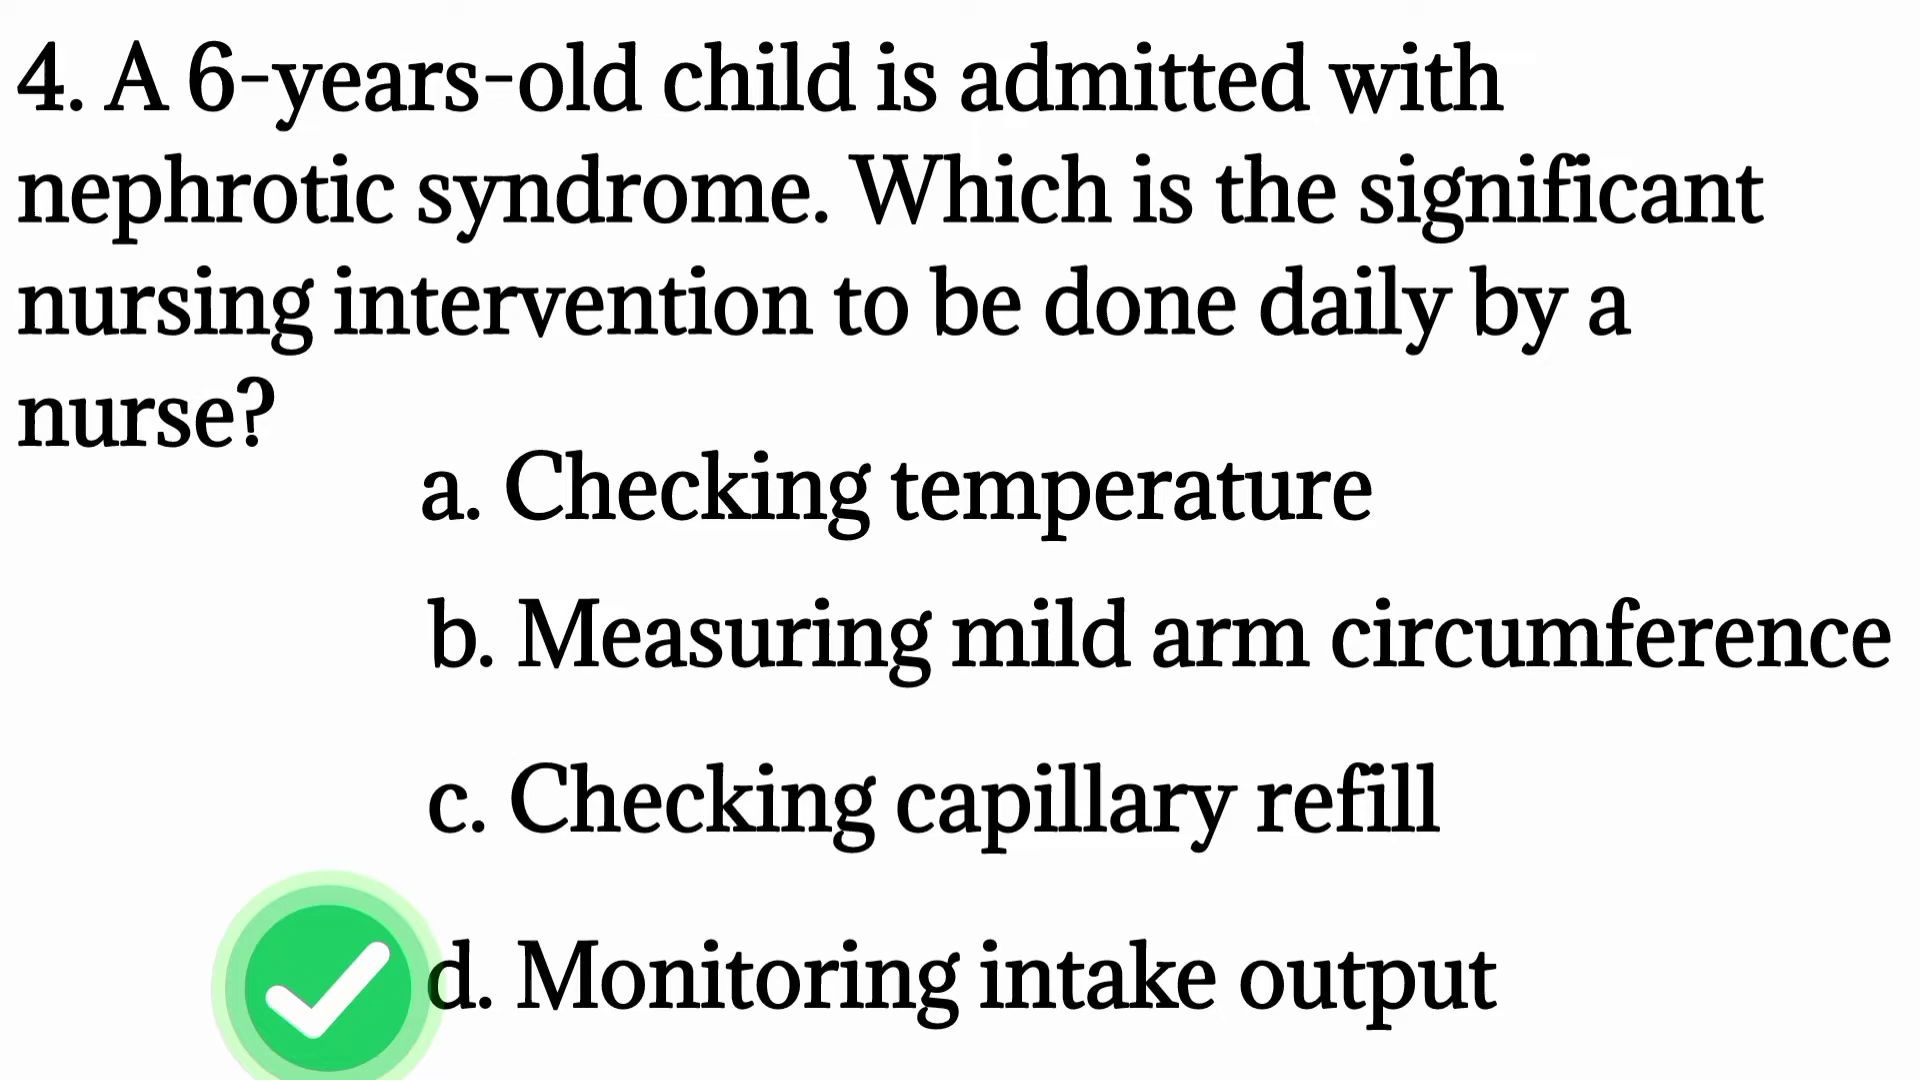 4. A 6-years-old child is admitted with
nephrotic syndrome. Which is the significant
nursing intervention to be done daily by a
nurse?
a. Checking temperature
b. Measuring mild arm circumference
c. Checking capillary refill
d. Monitoring intake output